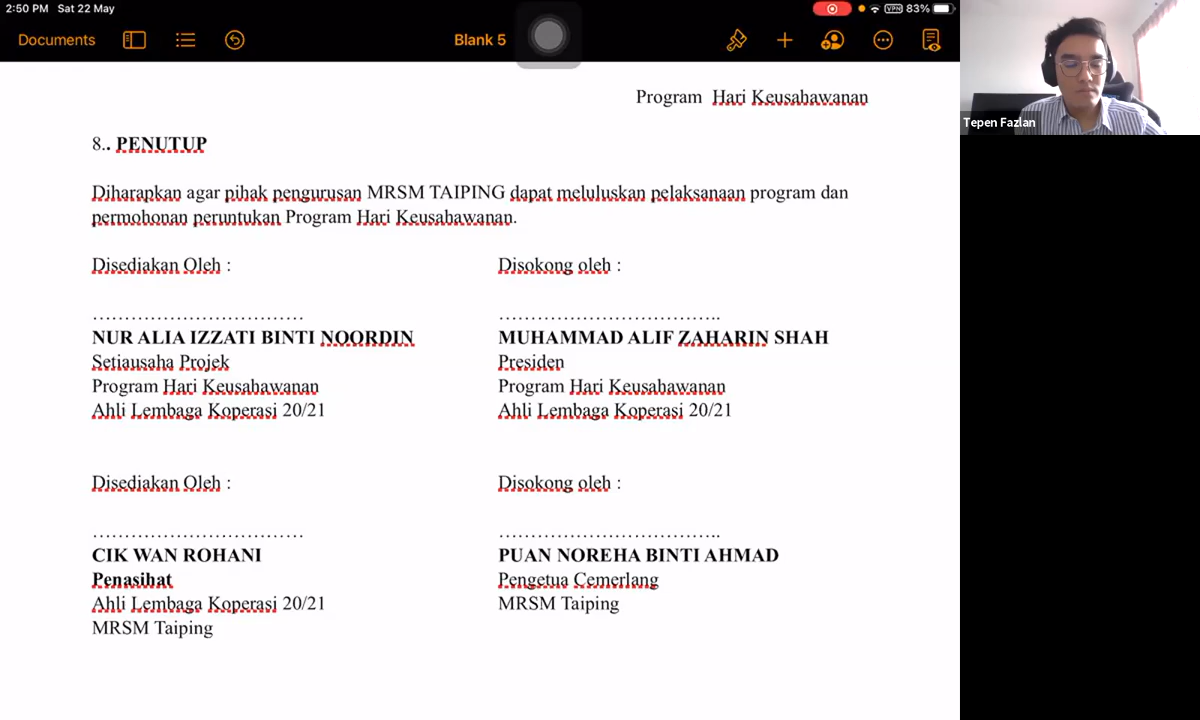 2:50 PM Sat 22 May
VPN 83%
Documents
Blank 5
Tepen Fazlan
Program Hari Keusahawanan
8.. PENUTUP
Diharapkan agar pihak pengurusan MRSM TAIPING dapat meluluskan pelaksanaan program dan
permohonan peruntukan Program Hari Keusahawanan.
Disediakan Oleh :
Disokong oleh :
……………………………
……………………………..
NUR ALIA IZZATI BINTI NOORDIN
MUHAMMAD ALIF ZAHARIN SHAH
Setiausaha Projek
Presiden
Program Hari Keusahawanan
Program Hari Keusahawanan
Ahli Lembaga Koperasi 20/21
Ahli Lembaga Koperasi 20/21
Disediakan Oleh :
Disokong oleh :
……………………………
……………………………..
CIK WAN ROHANI
PUAN NOREHA BINTI AHMAD
Penasihat
Pengetua Cemerlang
Ahli Lembaga Koperasi 20/21
MRSM Taiping
MRSM Taiping